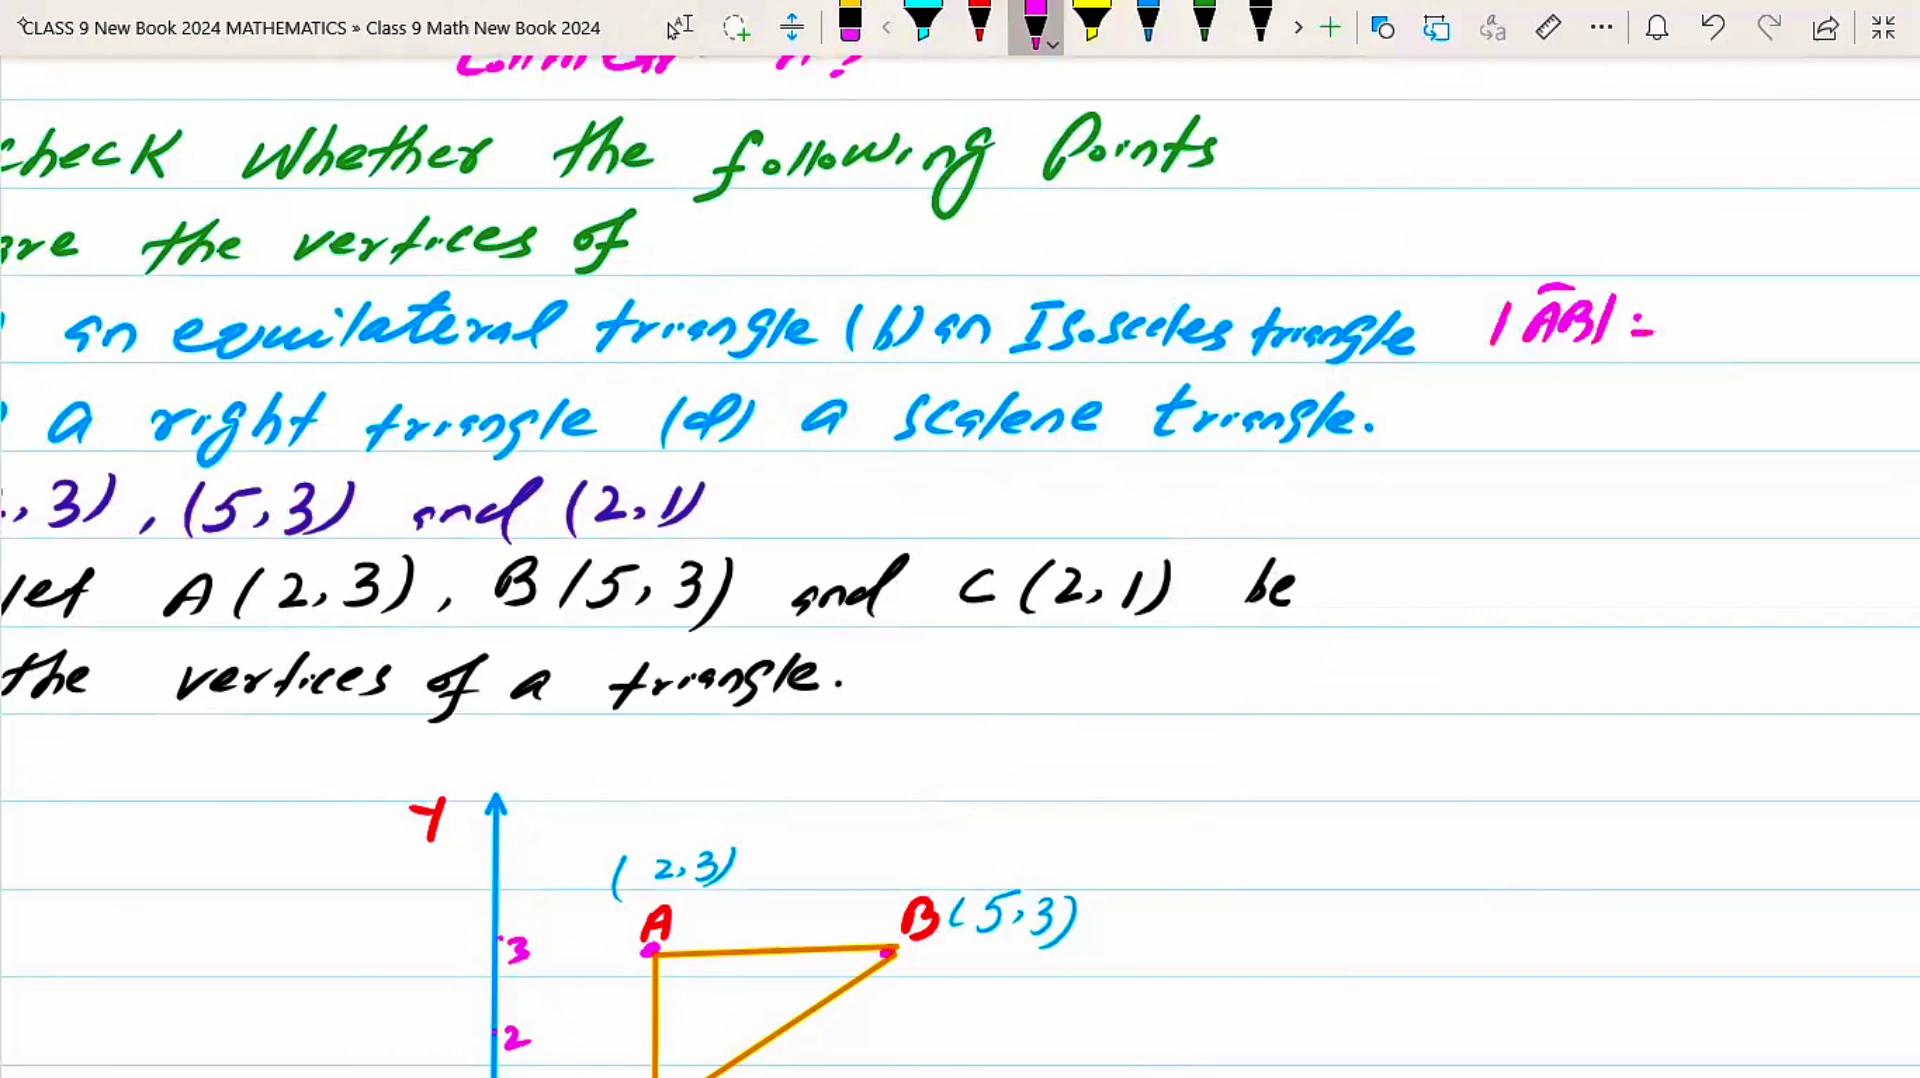 CLASS 9 New Book 2024 MATHEMATICS » Class 9 Math New Book 2024
check whether the following Points
are the vertices of
) an equilateral triangle (b) an Isosceles triangle |AB| =
) a right triangle (d) a scalene triangle.
, 3), (5,3) and (2,1)
let A(2,3), B(5,3) and C(2,1) be
the vertices of a triangle.
Y
(2,3)
A
B(5,3)
3
2